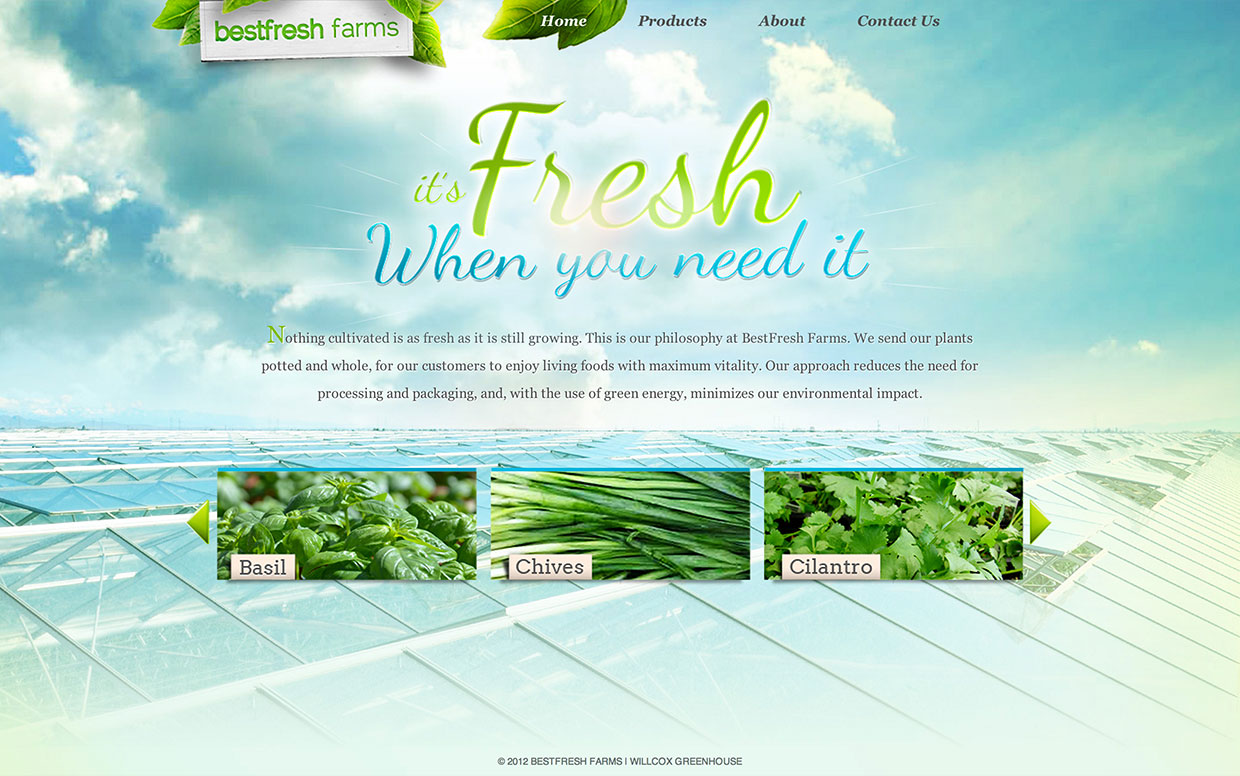 bestfresh farms
Home Products About Contact Us
it's Fresh
When you need it
Nothing cultivated is as fresh as it is still growing. This is our philosophy at BestFresh Farms. We send our plants
potted and whole, for our customers to enjoy living foods with maximum vitality. Our approach reduces the need for
processing and packaging, and, with the use of green energy, minimizes our environmental impact.
Basil
Chives
Cilantro
© 2012 BESTFRESH FARMS | WILLCOX GREENHOUSE